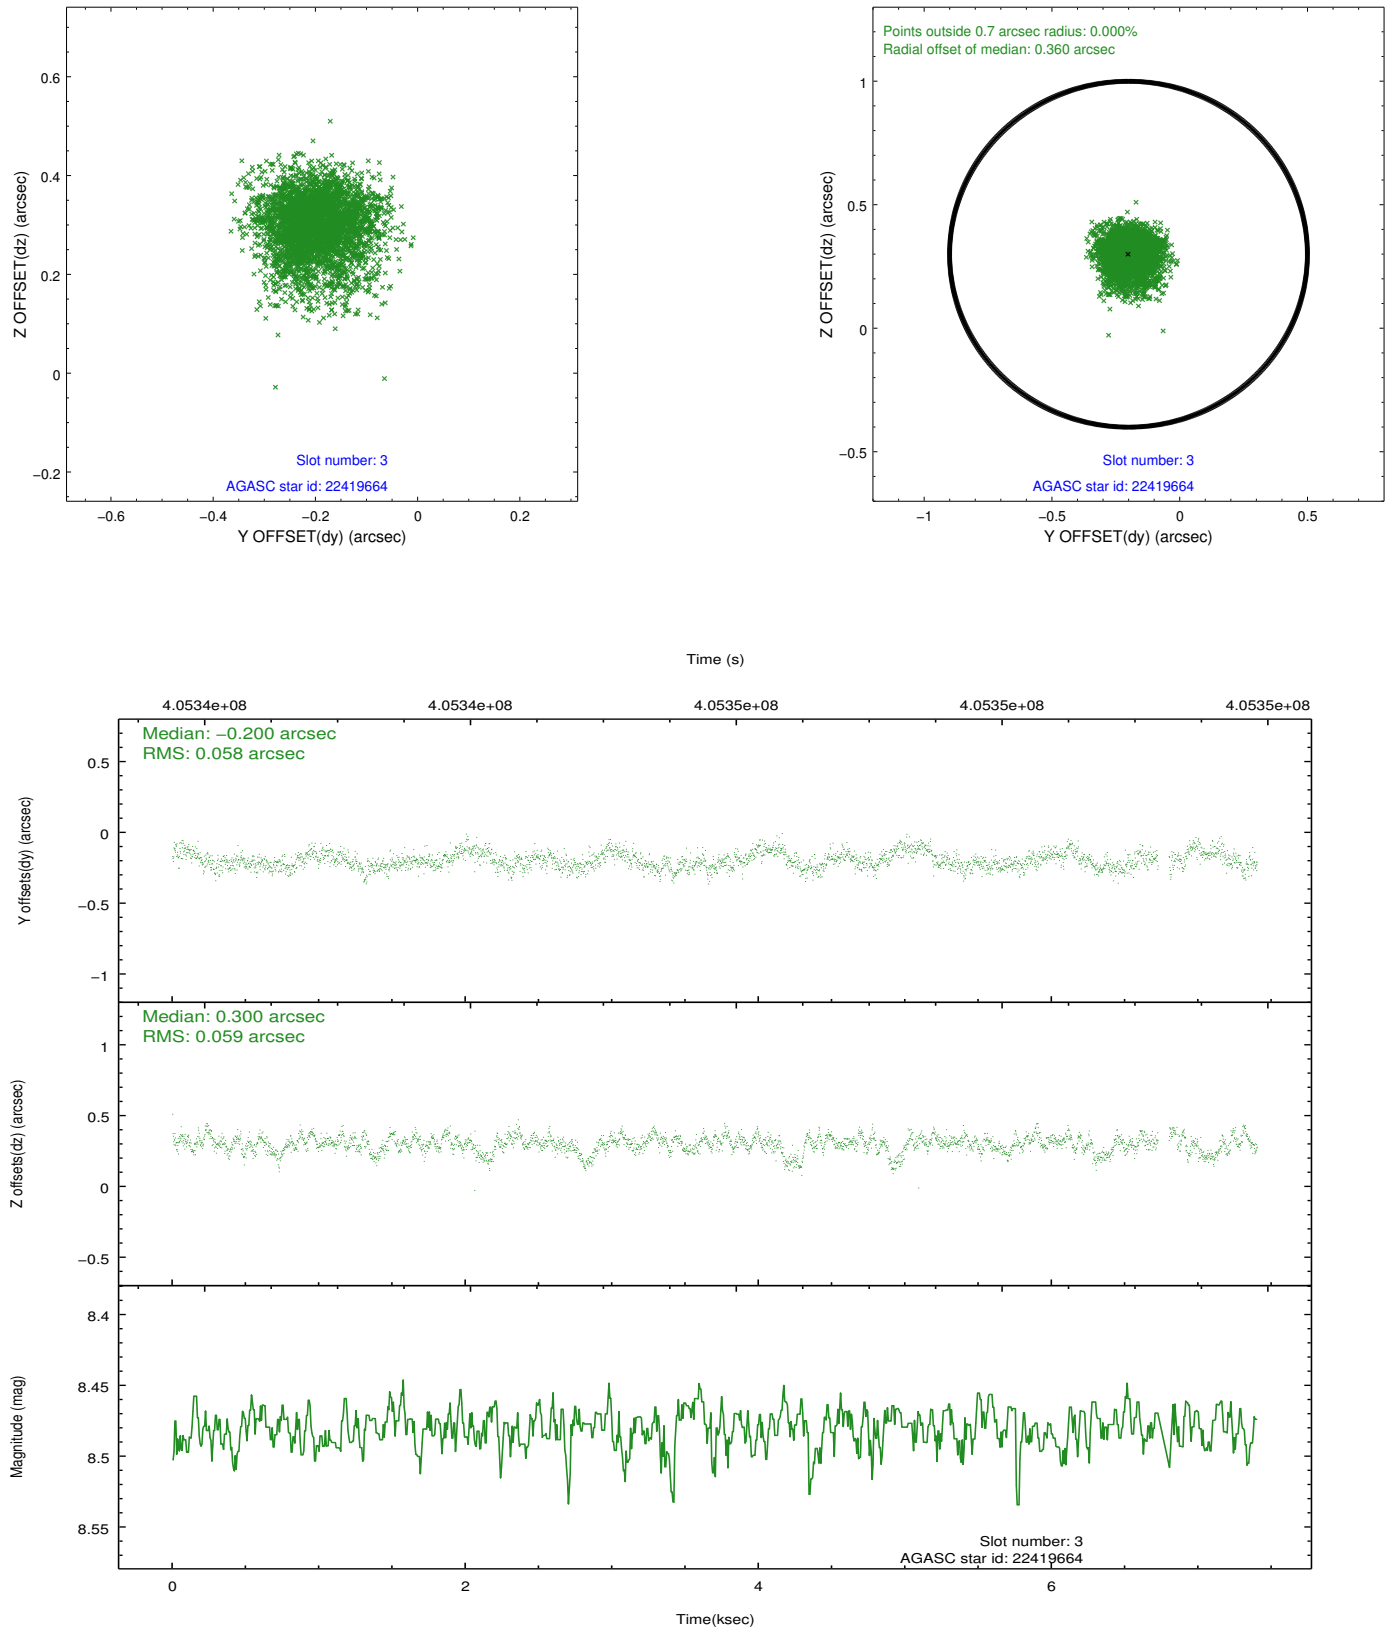 0.6
0.4
0.2
0
−0.2
Z OFFSET(dz) (arcsec)
Slot number: 3
AGASC star id: 22419664
−0.6 −0.4 −0.2 0 0.2
Y OFFSET(dy) (arcsec)
Points outside 0.7 arcsec radius: 0.000%
Radial offset of median: 0.360 arcsec
1
0.5
0
−0.5
Z OFFSET(dz) (arcsec)
Slot number: 3
AGASC star id: 22419664
−1 −0.5 0 0.5
Y OFFSET(dy) (arcsec)
Time (s)
4.0534e+08 4.0534e+08 4.0535e+08 4.0535e+08 4.0535e+08
Median: −0.200 arcsec
RMS: 0.058 arcsec
0.5
0
−0.5
−1
Y offsets(dy) (arcsec)
Median: 0.300 arcsec
RMS: 0.059 arcsec
1
0.5
0
−0.5
Z offsets(dz) (arcsec)
8.4
8.45
8.5
8.55
Magnitude (mag)
Slot number: 3
AGASC star id: 22419664
0 2 4 6
Time(ksec)